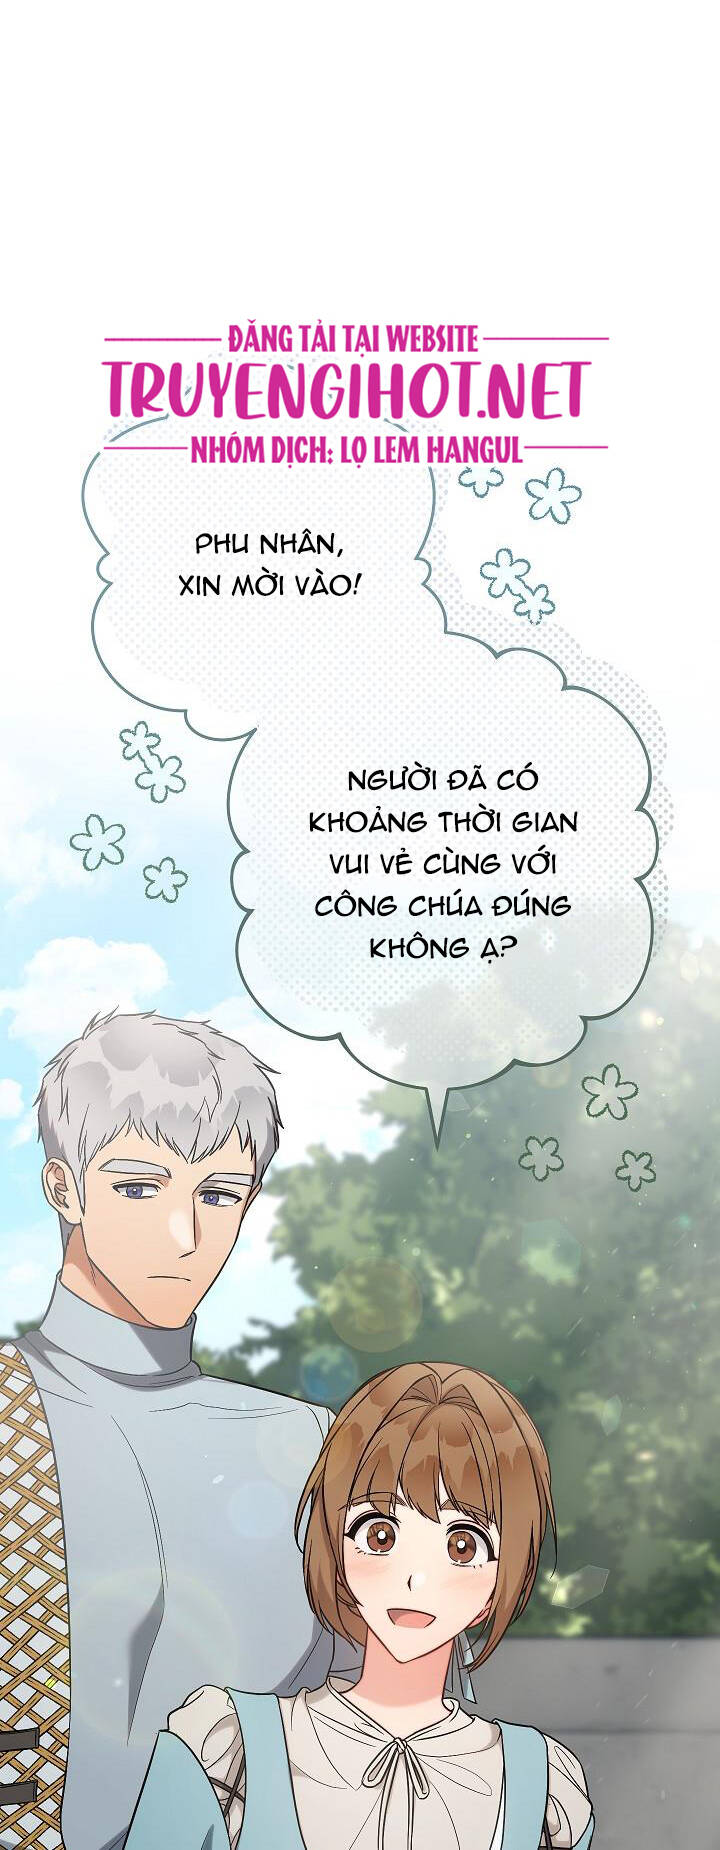 ĐĂNG TẢI TẠI WEBSITE
TRUYENGIHOT.NET
NHÓM DỊCH: LỌ LEM HANGUL
PHU NHÂN,
XIN MỜI VÀO!
NGƯỜI ĐÃ CÓ
KHOẢNG THỜI GIAN
VUI VẺ CÙNG VỚI
CÔNG CHÚA ĐÚNG
KHÔNG Ạ?